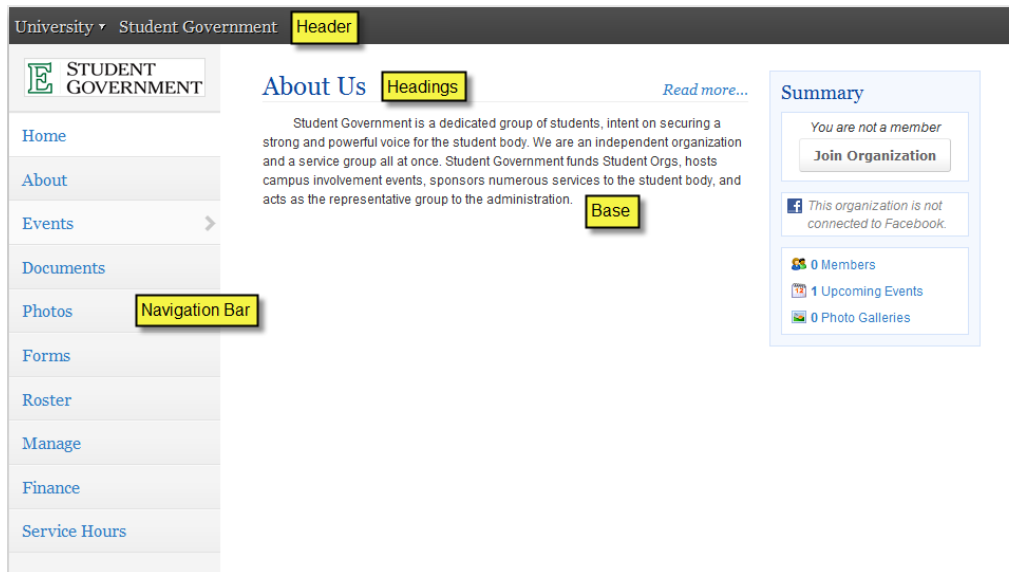 University ▾ Student Government Header
E STUDENT
GOVERNMENT
Home
About
Events
Documents
Photos
Navigation Bar
Forms
Roster
Manage
Finance
Service Hours
About Us Headings Read more...
Student Government is a dedicated group of students, intent on securing a
strong and powerful voice for the student body. We are an independent organization
and a service group all at once. Student Government funds Student Orgs, hosts
campus involvement events, sponsors numerous services to the student body, and
acts as the representative group to the administration.
Base
Summary
You are not a member
Join Organization
f This organization is not
connected to Facebook.
12
0 Members
1 Upcoming Events
0 Photo Galleries